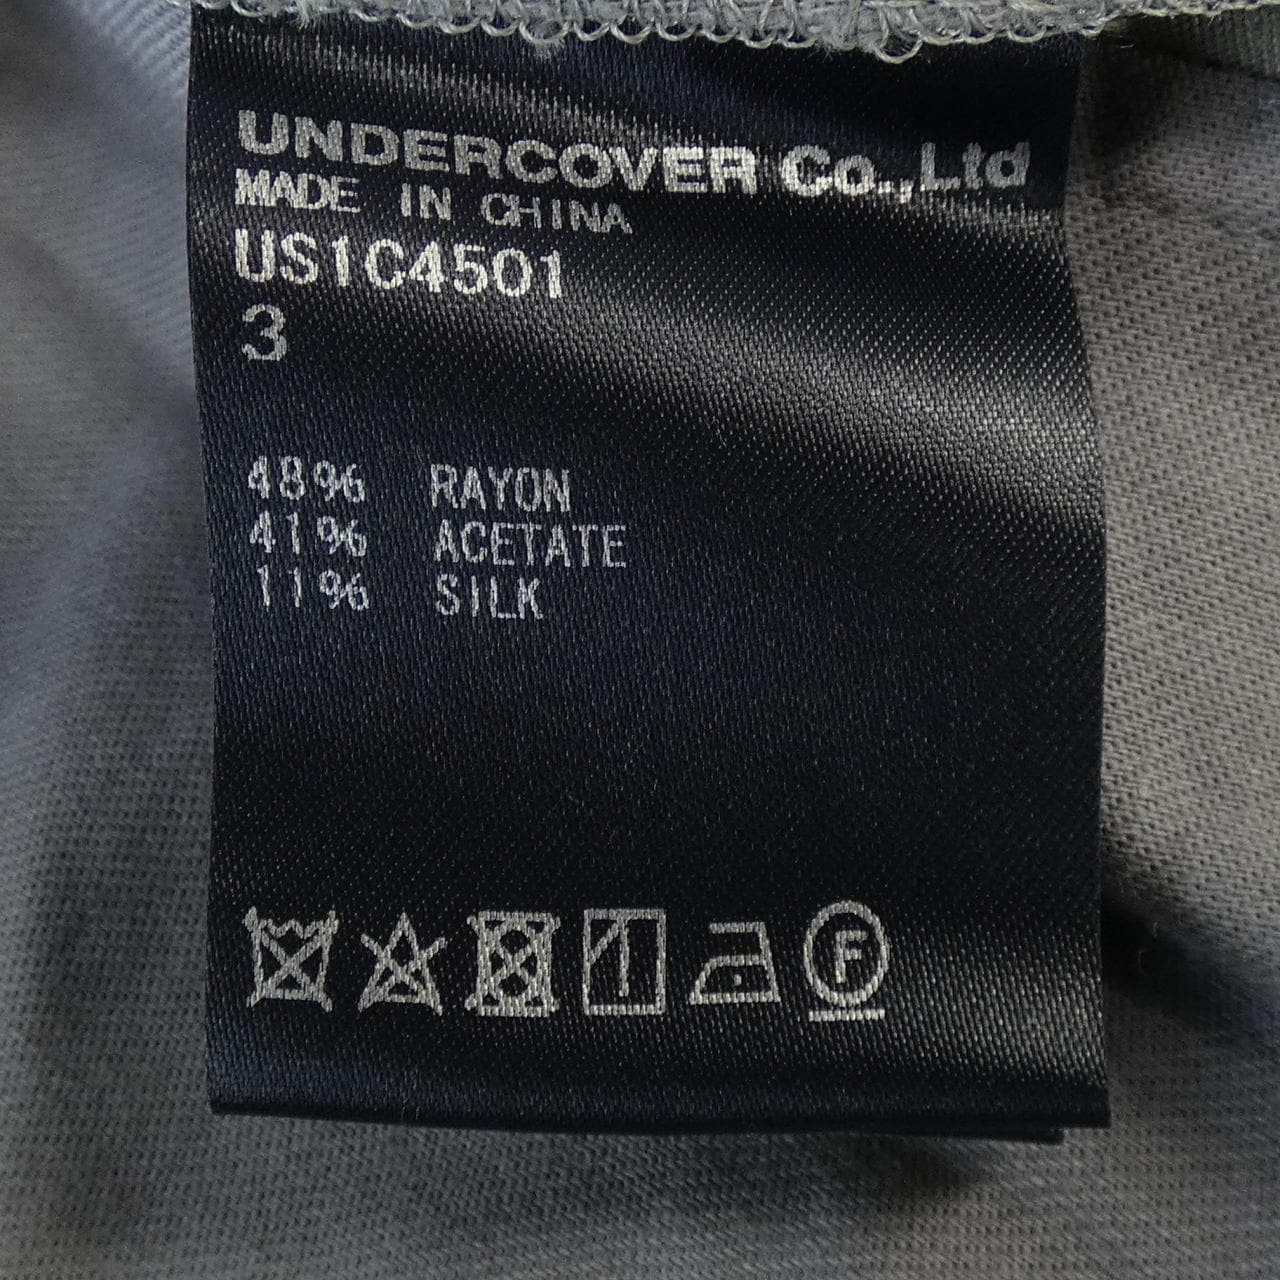 UNDERCOVER Co.,Ltd
MADE IN CHINA
US1C4501
3
48% RAYON
41% ACETATE
11% SILK
F